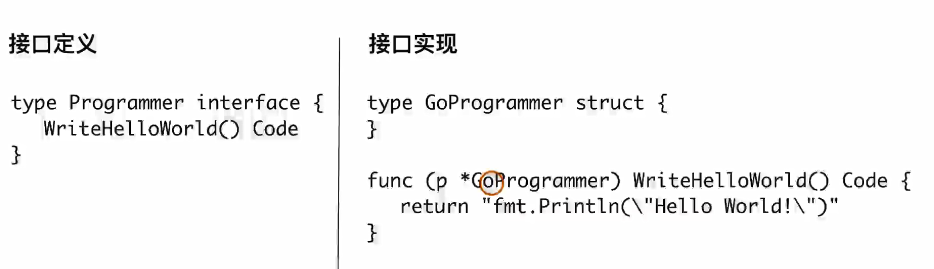 接口定义
type Programmer interface {
    WriteHelloWorld() Code
}
接口实现
type GoProgrammer struct {
}
func (p *GoProgrammer) WriteHelloWorld() Code {
    return "fmt.Println(\"Hello World!\")"
}